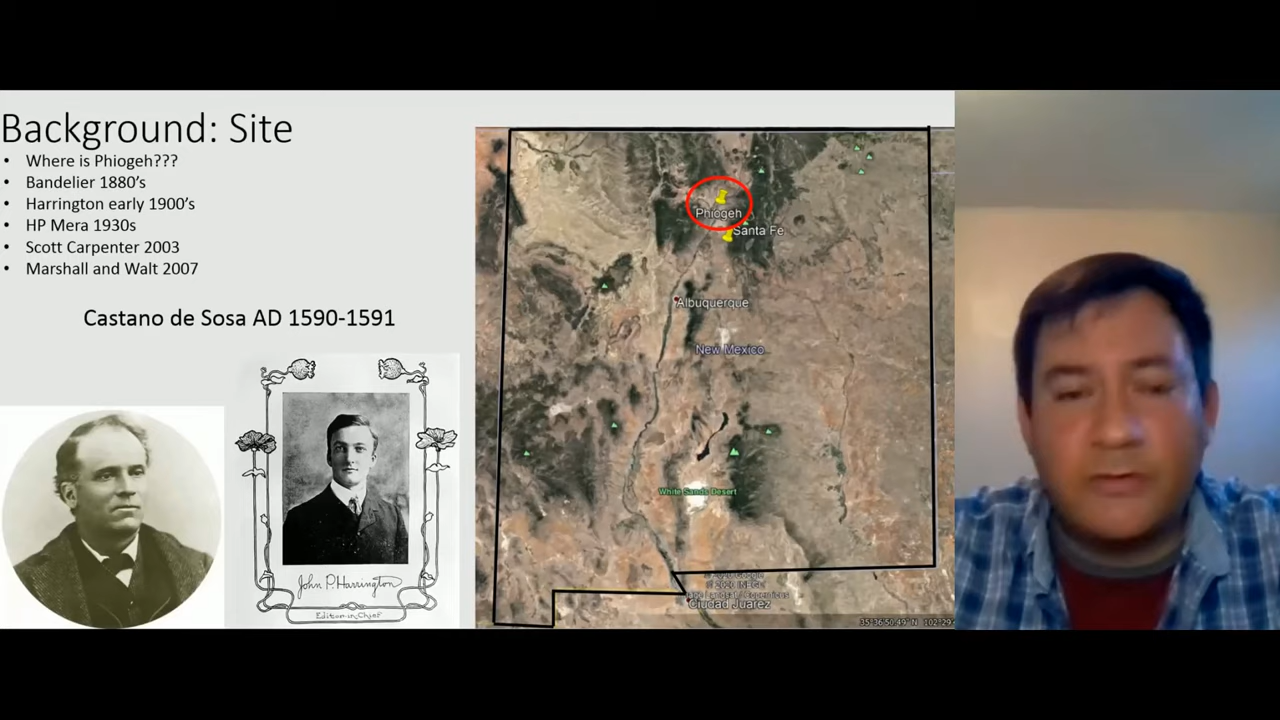 Background: Site
• Where is Phiogeh???
• Bandelier 1880’s
• Harrington early 1900’s
• HP Mera 1930s
• Scott Carpenter 2003
• Marshall and Walt 2007
Castano de Sosa AD 1590-1591
John P. Harrington
Editor-in-Chief
Phiogeh
Santa Fe
Albuquerque
New Mexico
White Sands Desert
Ciudad Juarez